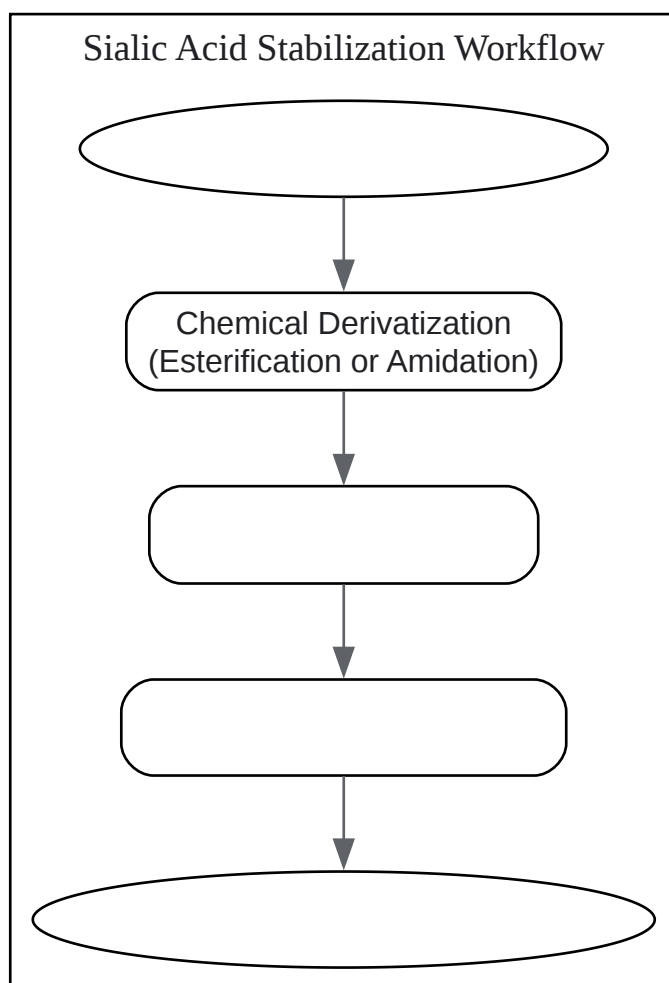 Sialic Acid Stabilization Workflow
Chemical Derivatization
(Esterification or Amidation)